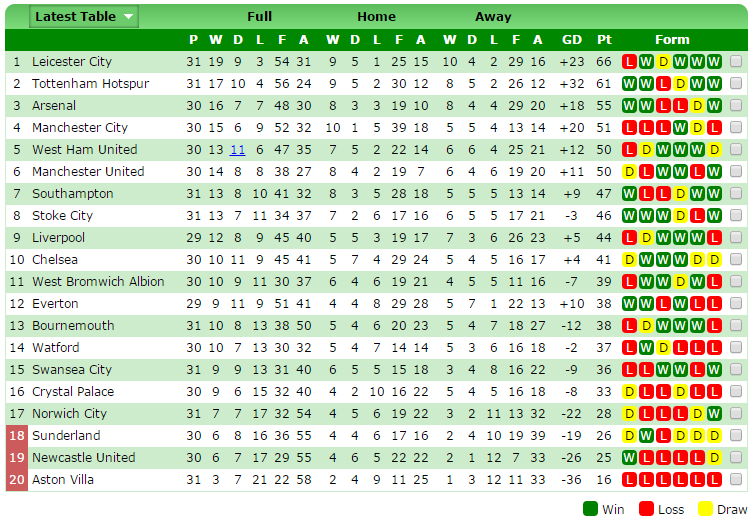 Latest Table Full Home Away
P W D L F A W D L F A W D L F A GD Pt Form
1 Leicester City 31 19 9 3 54 31 9 5 1 25 15 10 4 2 29 16 +23 66 L W D W W W
2 Tottenham Hotspur 31 17 10 4 56 24 9 5 2 30 12 8 5 2 26 12 +32 61 W W L D W W
3 Arsenal 30 16 7 7 48 30 8 3 3 19 10 8 4 4 29 20 +18 55 W W L L D W
4 Manchester City 30 15 6 9 52 32 10 1 5 39 18 5 5 4 13 14 +20 51 L L L W D L
5 West Ham United 30 13 11 6 47 35 7 5 2 22 14 6 6 4 25 21 +12 50 L D W W W D
6 Manchester United 30 14 8 8 38 27 8 4 2 19 7 6 4 6 19 20 +11 50 D L W W L W
7 Southampton 31 13 8 10 41 32 8 3 5 28 18 5 5 5 13 14 +9 47 W L L D W W
8 Stoke City 31 13 7 11 34 37 7 2 6 17 16 6 5 5 17 21 -3 46 W W W D L W
9 Liverpool 29 12 8 9 45 40 5 5 3 19 17 7 3 6 26 23 +5 44 L D W W W L
10 Chelsea 30 10 11 9 45 41 5 7 4 29 24 5 4 5 16 17 +4 41 D W W W D D
11 West Bromwich Albion 30 10 9 11 30 37 6 4 6 19 21 4 5 5 11 16 -7 39 L W W D W L
12 Everton 29 9 11 9 51 41 4 4 8 29 28 5 7 1 22 13 +10 38 W W L W L L
13 Bournemouth 31 10 8 13 38 50 5 4 6 20 23 5 4 7 18 27 -12 38 L D W W W L
14 Watford 30 10 7 13 30 32 5 4 7 14 14 5 3 6 16 18 -2 37 L W D L L L
15 Swansea City 31 9 9 13 31 40 6 5 5 15 18 3 4 8 16 22 -9 36 L L W W L W
16 Crystal Palace 30 9 6 15 32 40 4 2 10 16 22 5 4 5 16 18 -8 33 D L L D L L
17 Norwich City 31 7 7 17 32 54 4 5 6 19 22 3 2 11 13 32 -22 28 D L L L D W
18 Sunderland 30 6 8 16 36 55 4 4 6 17 16 2 4 10 19 39 -19 26 D W L D D D
19 Newcastle United 30 6 7 17 29 55 4 6 5 22 22 2 1 12 7 33 -26 25 W L L L L D
20 Aston Villa 31 3 7 21 22 58 2 4 9 11 25 1 3 12 11 33 -36 16 L L L L L L
Win Loss Draw